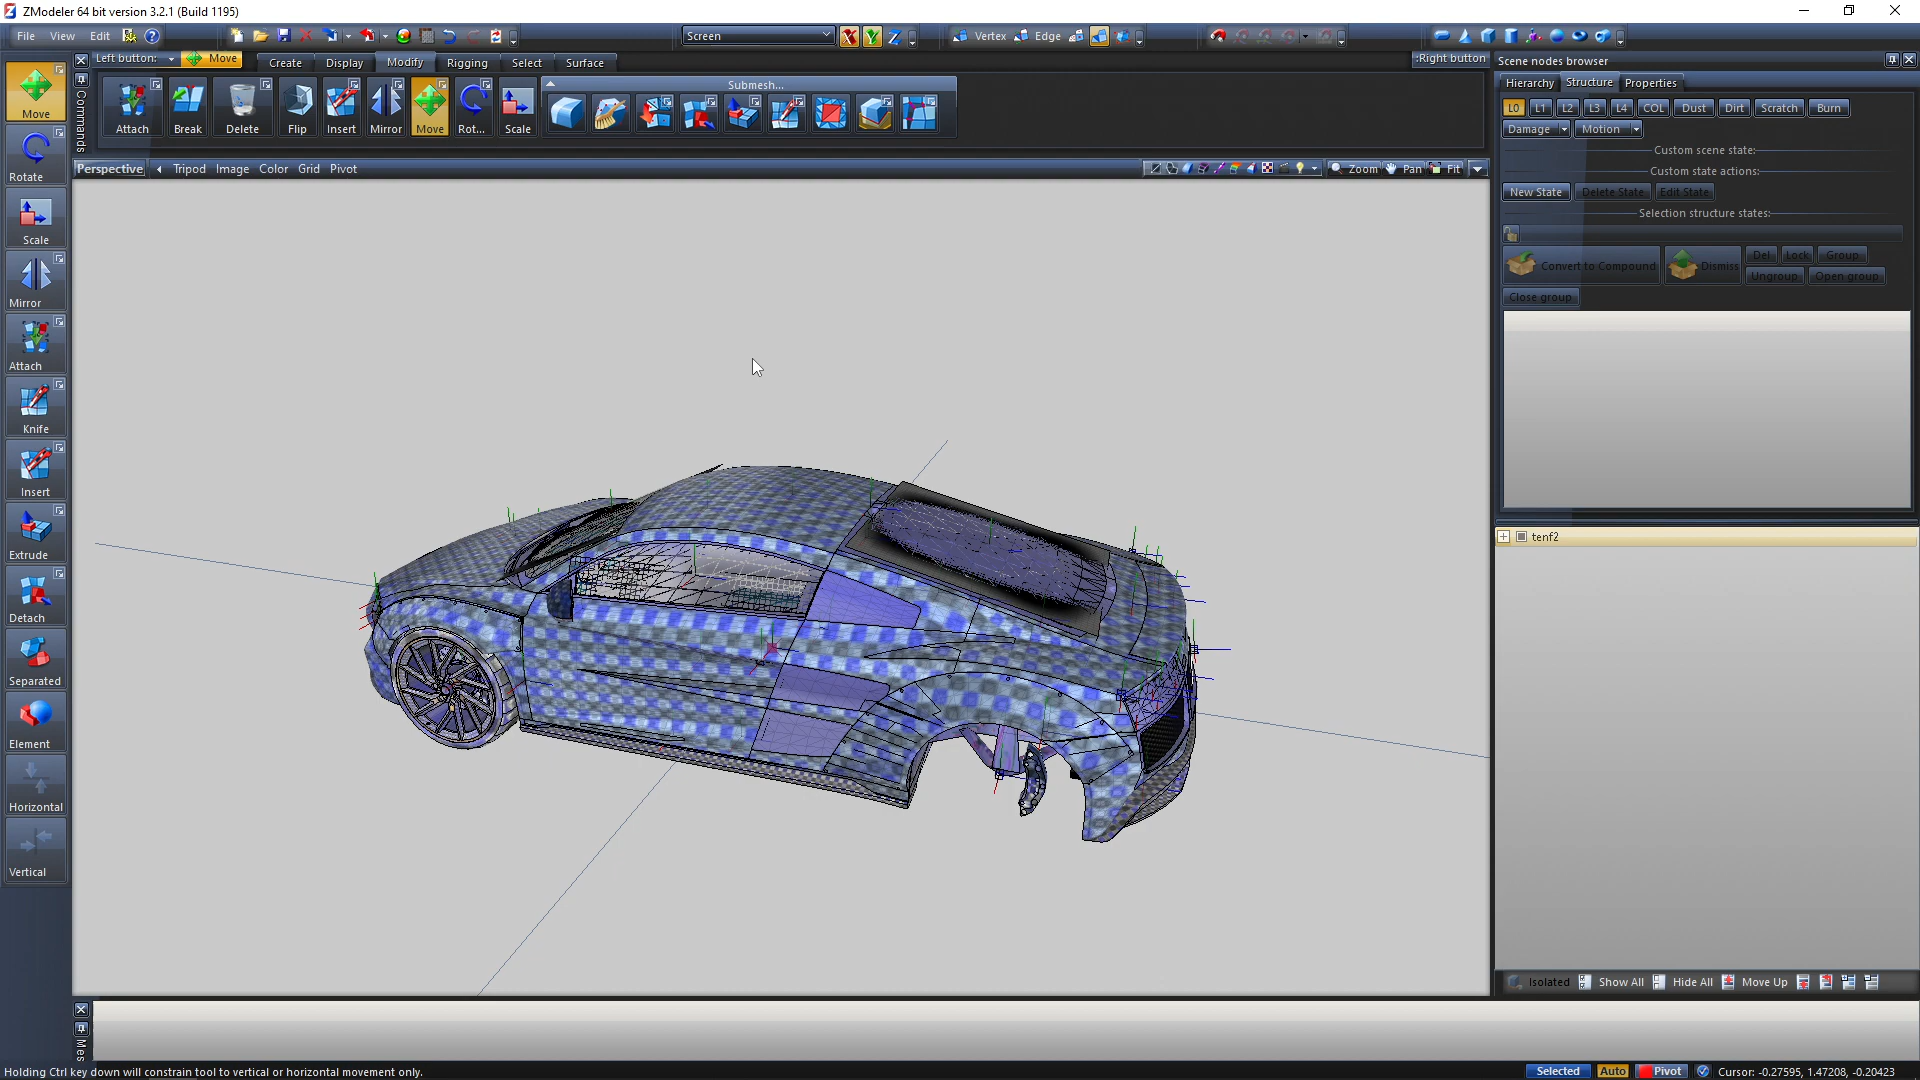 ZModeler 64 bit version 3.2.1 (Build 1195)
File View Edit
Screen
Vertex Edge
Left button: Move
:Right button
Create Display Modify Rigging Select Surface
Commands
Attach Break Delete Flip Insert Mirror Move Rot... Scale
Submesh...
Move
Rotate
Scale
Mirror
Attach
Knife
Insert
Extrude
Detach
Separated
Element
Horizontal
Vertical
Perspective Tripod Image Color Grid Pivot
Zoom Pan Fit
Scene nodes browser
Hierarchy Structure Properties
L0 L1 L2 L3 L4 COL Dust Dirt Scratch Burn
Damage Motion
Custom scene state:
Custom state actions:
New State Delete State Edit State
Selection structure states:
Convert to Compound Dismiss Del Lock Group
Ungroup Open group
Close group
tenf2
Isolated Show All Hide All Move Up
Mes
Holding Ctrl key down will constrain tool to vertical or horizontal movement only.
Selected Auto Pivot Cursor: -0.27595, 1.47208, -0.20423